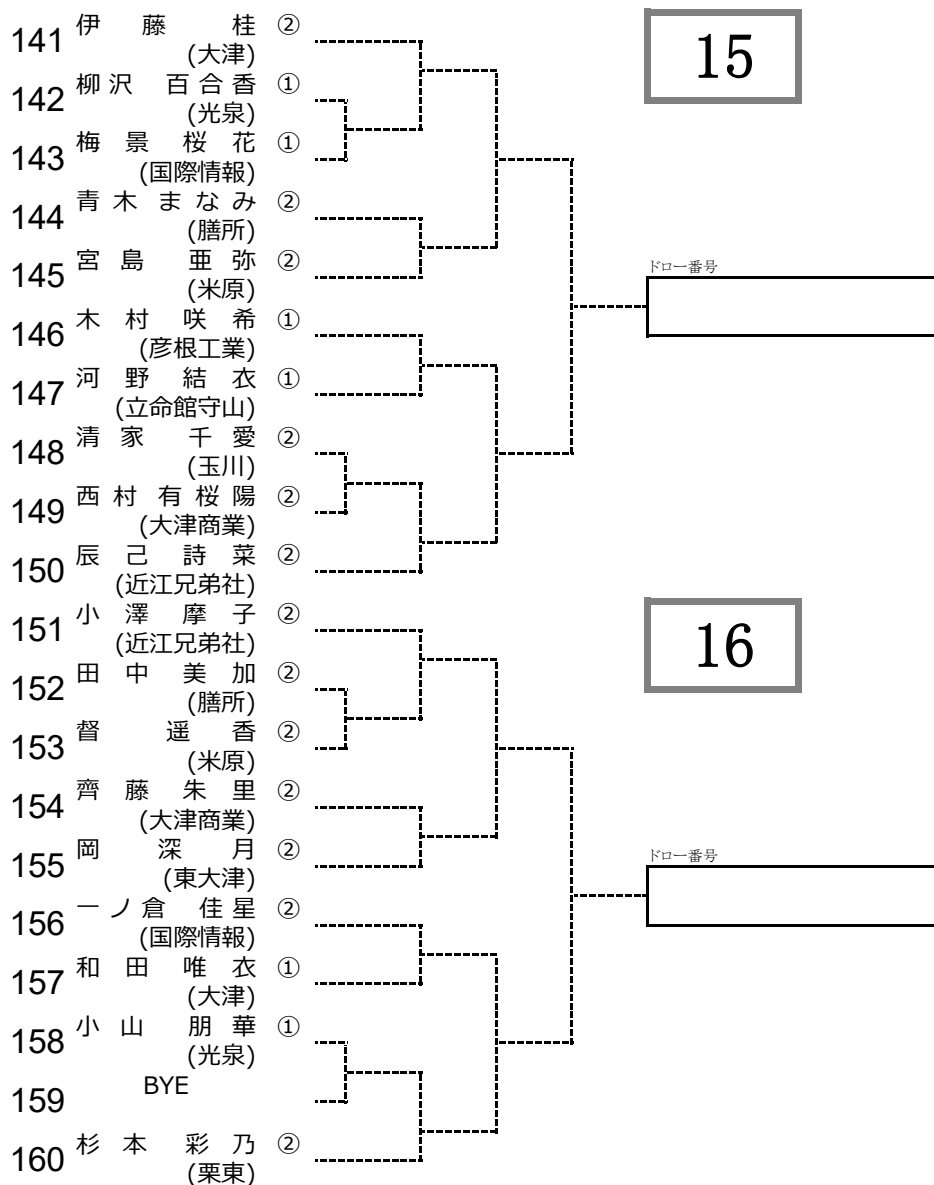 141 伊藤 桂 ②
(大津)
15
142 柳沢 百合香 ①
(光泉)
143 梅景 桜花 ①
(国際情報)
144 青木 まなみ ②
(膳所)
145 宮島 亜弥 ②
(米原)
ドロー番号
146 木村 咲希 ①
(彦根工業)
147 河野 結衣 ①
(立命館守山)
148 清家 千愛 ②
(玉川)
149 西村 有桜陽 ②
(大津商業)
150 辰己 詩菜 ②
(近江兄弟社)
151 小澤 摩子 ②
(近江兄弟社)
16
152 田中 美加 ②
(膳所)
153 督 遥香 ②
(米原)
154 齊藤 朱里 ②
(大津商業)
155 岡 深月 ②
(東大津)
ドロー番号
156 一ノ倉 佳星 ②
(国際情報)
157 和田 唯衣 ①
(大津)
158 小山 朋華 ①
(光泉)
159 BYE
160 杉本 彩乃 ②
(栗東)